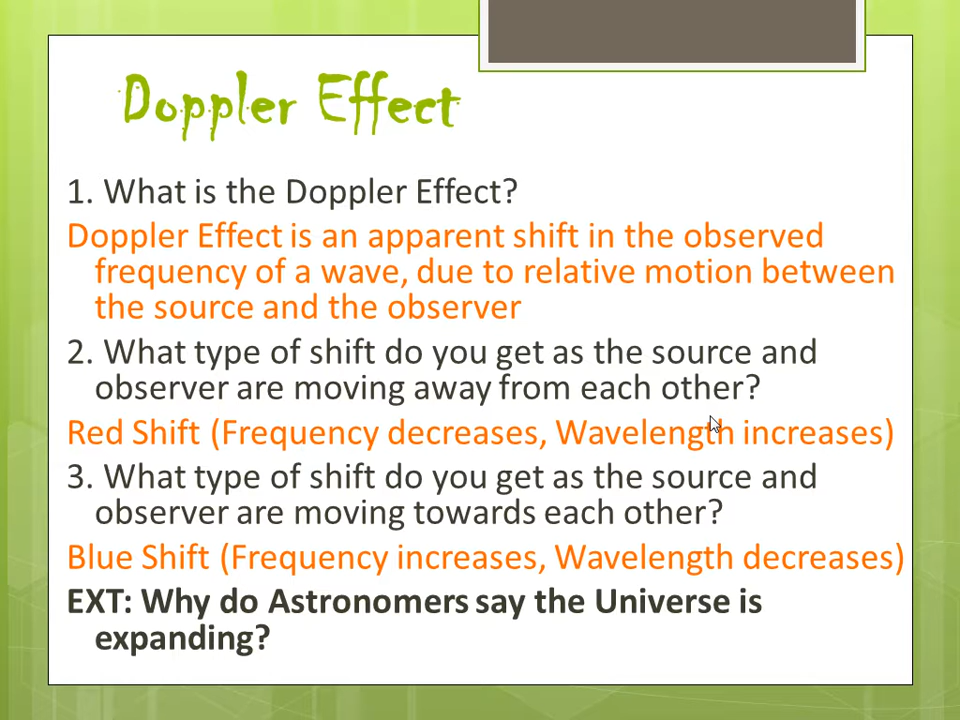 Doppler Effect
1. What is the Doppler Effect?
Doppler Effect is an apparent shift in the observed
frequency of a wave, due to relative motion between
the source and the observer
2. What type of shift do you get as the source and
observer are moving away from each other?
Red Shift (Frequency decreases, Wavelength increases)
3. What type of shift do you get as the source and
observer are moving towards each other?
Blue Shift (Frequency increases, Wavelength decreases)
EXT: Why do Astronomers say the Universe is
expanding?